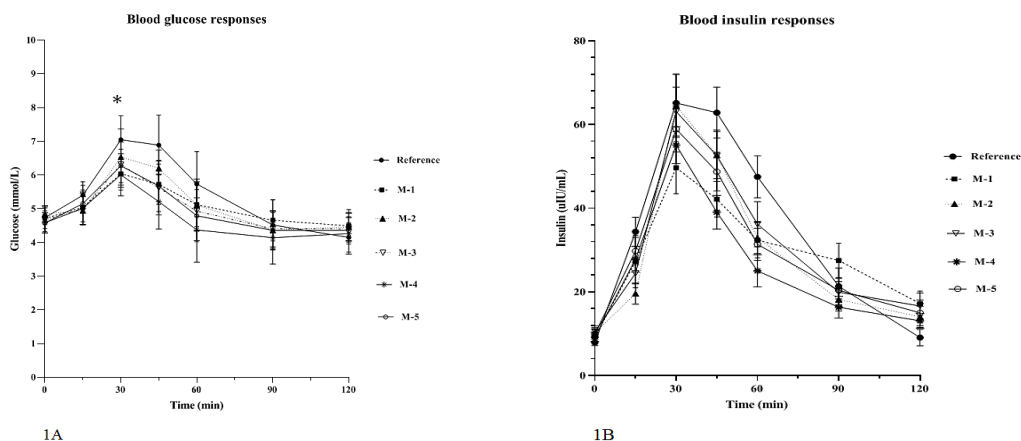 Blood glucose responses
Glucose (mmol/L)
10
9
8
7
6
5
4
3
2
1
0
*
0 30 60 90 120
Time (min)
Reference
M-1
M-2
M-3
M-4
M-5
1A
Blood insulin responses
Insulin (uIU/mL)
80
60
40
20
0
0 30 60 90 120
Time (min)
Reference
M-1
M-2
M-3
M-4
M-5
1B